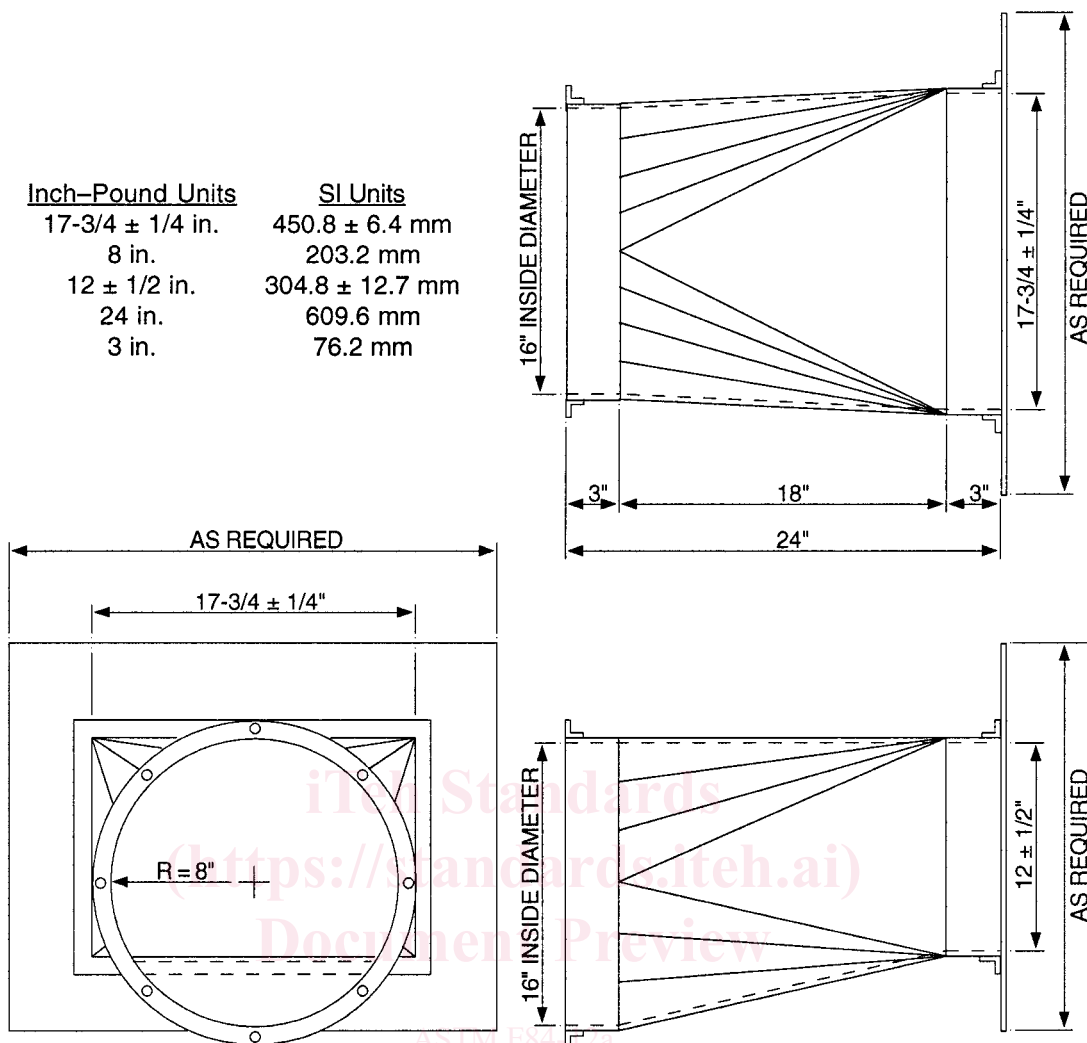 Inch–Pound Units SI Units
17-3/4 ± 1/4 in. 450.8 ± 6.4 mm
8 in. 203.2 mm
12 ± 1/2 in. 304.8 ± 12.7 mm
24 in. 609.6 mm
3 in. 76.2 mm
16" INSIDE DIAMETER
17-3/4 ± 1/4"
AS REQUIRED
3" 18" 3"
24"
AS REQUIRED
17-3/4 ± 1/4"
R = 8"
16" INSIDE DIAMETER
12 ± 1/2"
AS REQUIRED
iTeh Standards
(https://standards.iteh.ai)
Document Preview